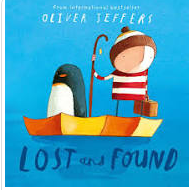 From international bestseller
OLIVER JEFFERS
LOST and FOUND